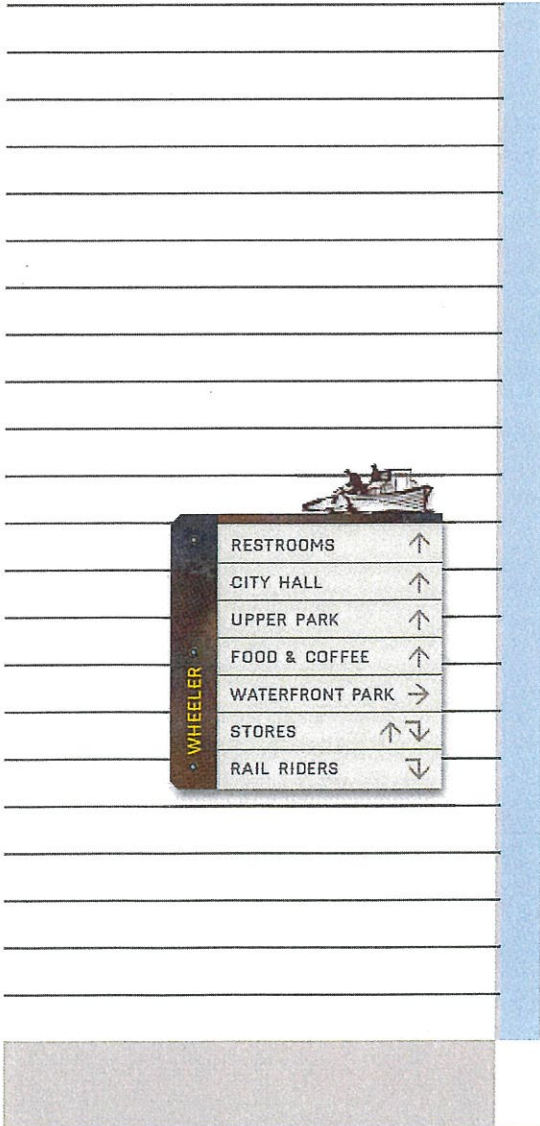 RESTROOMS ↑
CITY HALL ↑
UPPER PARK ↑
FOOD & COFFEE ↑
WATERFRONT PARK →
STORES ↑ ↴
RAIL RIDERS ↴
WHEELER